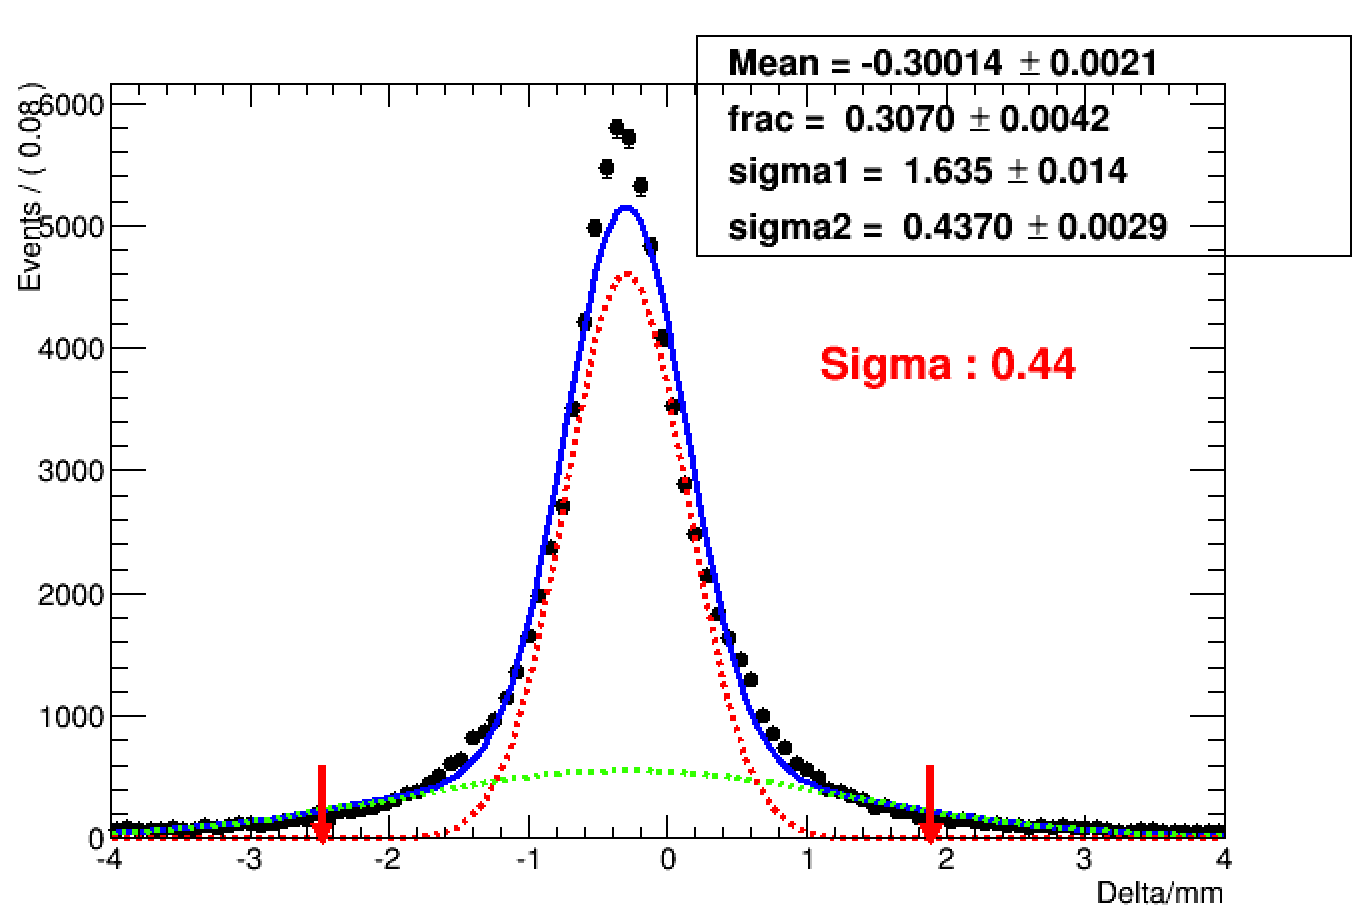 Mean = -0.30014 ± 0.0021
frac = 0.3070 ± 0.0042
sigma1 = 1.635 ± 0.014
sigma2 = 0.4370 ± 0.0029
Sigma : 0.44
Events / ( 0.08 )
6000
5000
4000
3000
2000
1000
0
-4 -3 -2 -1 0 1 2 3 4
Delta/mm